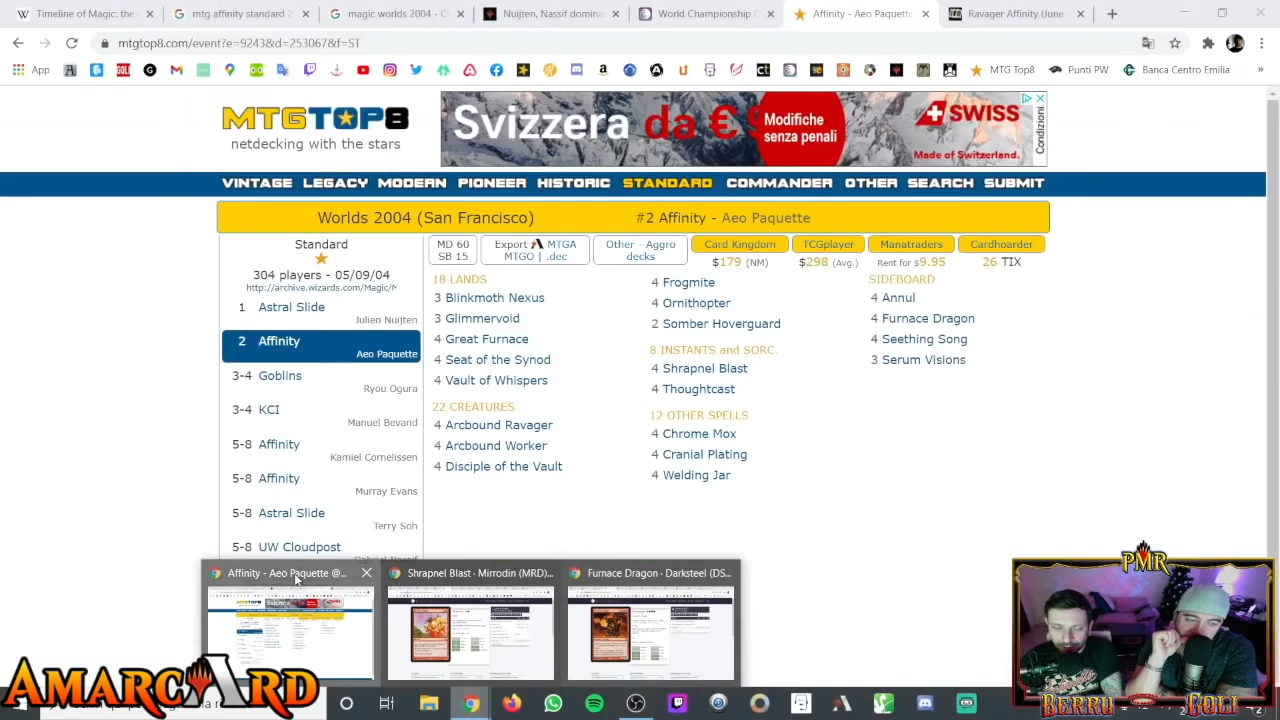 Timeline of Magic: the
magic standard 2
Nuijten, Nassif domina
World Championship C
Affinity - Aeo Paquette
Ravager Affinity (June
mtgtop8.com/event?e=9243&d=253067&f=ST
App
MTG Top8
Punti PW
Banca Centro Emilia
»
MTGTOP8
netdecking with the stars
Svizzera da €
Modifiche
senza penali
SWISS
Made of Switzerland.
Condizioni
VINTAGE LEGACY MODERN PIONEER HISTORIC STANDARD COMMANDER OTHER SEARCH SUBMIT
Worlds 2004 (San Francisco)
#2 Affinity - Aeo Paquette
Standard
304 players - 05/09/04
http://archive.wizards.com/Magic/M
1 Astral Slide
Julien Nuijten
2 Affinity
Aeo Paquette
3-4 Goblins
Ryou Ogura
3-4 KCI
Manuel Bevand
5-8 Affinity
Kamiel Cornelissen
5-8 Affinity
Murray Evans
5-8 Astral Slide
Terry Soh
5-8 UW Cloudpost
MD 60
SB 15
Export MTGA
MTGO | .dec
Other - Aggro
decks
Card Kingdom
$179 (NM)
TCGplayer
$298 (Avg.)
Manatraders
Rent for $9.95
Cardhoarder
26 TIX
18 LANDS
3 Blinkmoth Nexus
3 Glimmervoid
4 Great Furnace
4 Seat of the Synod
4 Vault of Whispers
22 CREATURES
4 Arcbound Ravager
4 Arcbound Worker
4 Disciple of the Vault
4 Frogmite
4 Ornithopter
2 Somber Hoverguard
8 INSTANTS and SORC.
4 Shrapnel Blast
4 Thoughtcast
12 OTHER SPELLS
4 Chrome Mox
4 Cranial Plating
4 Welding Jar
SIDEBOARD
4 Annul
4 Furnace Dragon
4 Seething Song
3 Serum Visions
Affinity - Aeo Paquette @...
Shrapnel Blast · Mirrodin (MRD)...
Furnace Dragon · Darksteel (DS...
AMARCARD
PMR
BERRU
GOLI